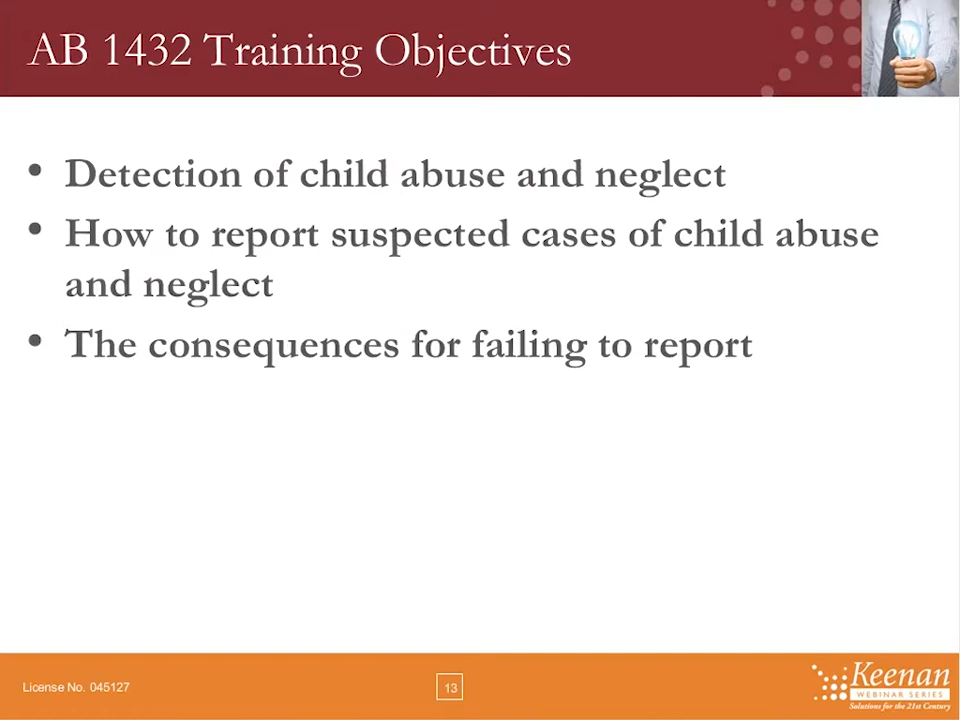 AB 1432 Training Objectives
• Detection of child abuse and neglect
• How to report suspected cases of child abuse
and neglect
• The consequences for failing to report
License No. 045127
13
Keenan
WEBINAR SERIES
Solutions for the 21st Century